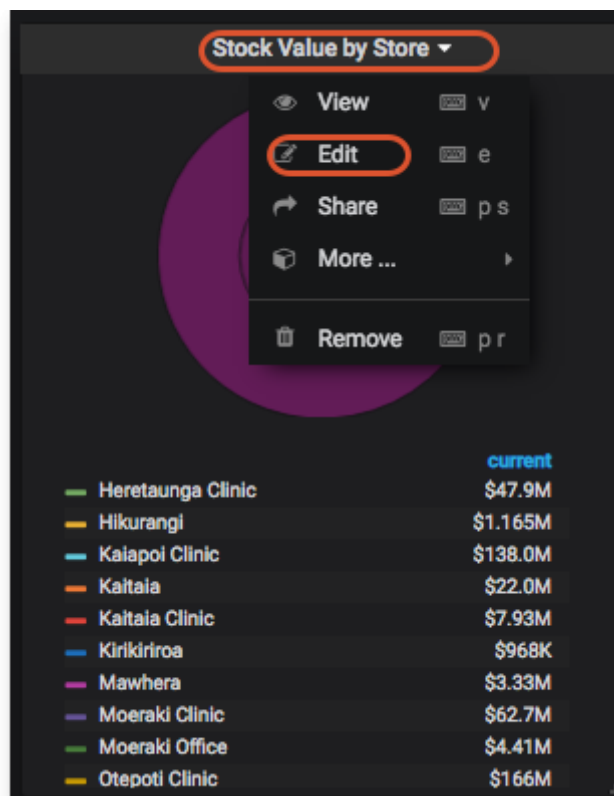 Stock Value by Store
View v
Edit e
Share p s
More ...
Remove p r
current
Heretaunga Clinic $47.9M
Hikurangi $1.165M
Kaiapoi Clinic $138.0M
Kaitaia $22.0M
Kaitaia Clinic $7.93M
Kirikiriroa $968K
Mawhera $3.33M
Moeraki Clinic $62.7M
Moeraki Office $4.41M
Otepoti Clinic $166M